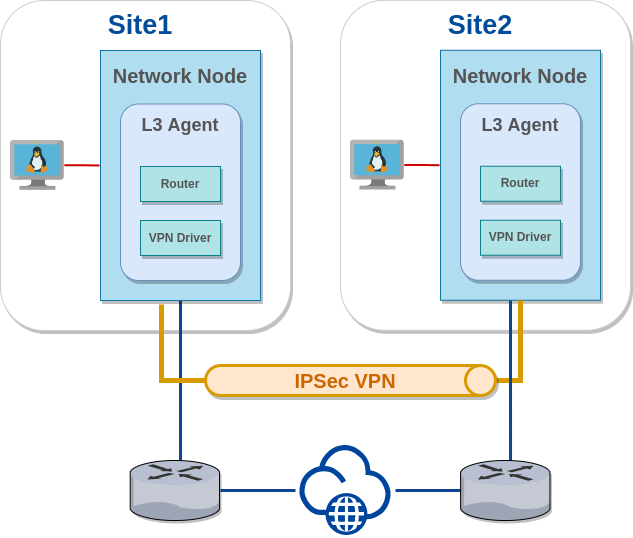 Site1
Network Node
L3 Agent
Router
VPN Driver
Site2
Network Node
L3 Agent
Router
VPN Driver
IPSec VPN